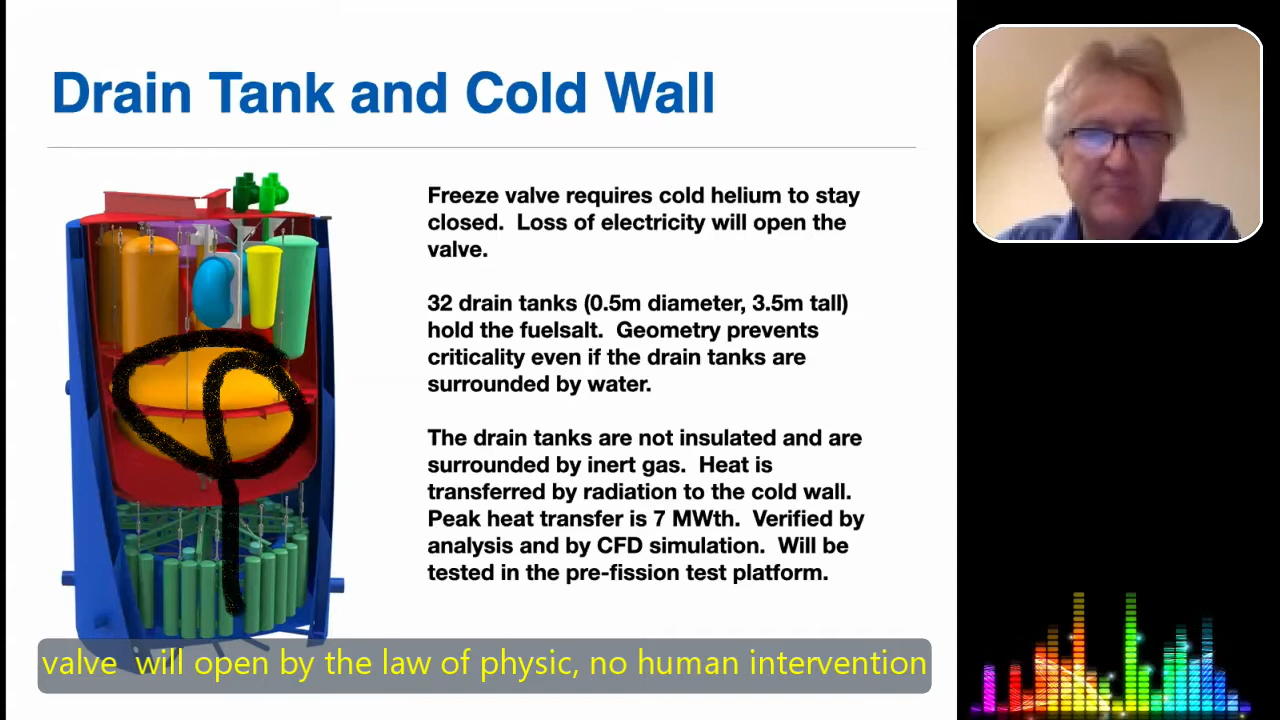 Drain Tank and Cold Wall
Freeze valve requires cold helium to stay
closed.  Loss of electricity will open the
valve.
32 drain tanks (0.5m diameter, 3.5m tall)
hold the fuelsalt.  Geometry prevents
criticality even if the drain tanks are
surrounded by water.
The drain tanks are not insulated and are
surrounded by inert gas.  Heat is
transferred by radiation to the cold wall.
Peak heat transfer is 7 MWth.  Verified by
analysis and by CFD simulation.  Will be
tested in the pre-fission test platform.
valve  will open by the law of physic, no human intervention